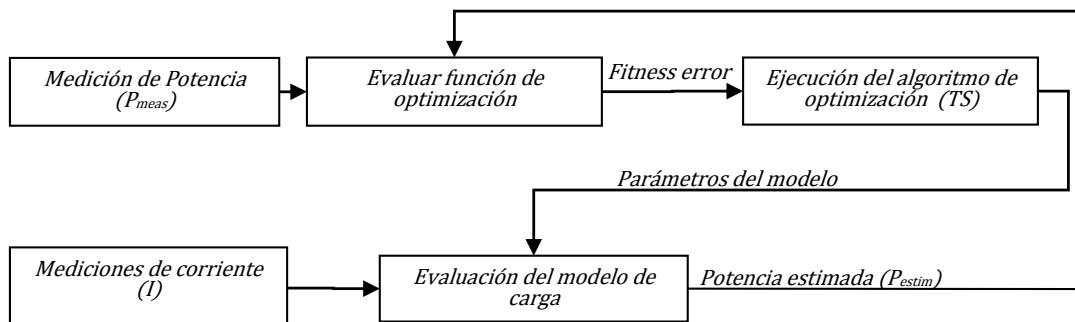 Medición de Potencia
(Pmeas)
Evaluar función de
optimización
Fitness error
Ejecución del algoritmo de
optimización (TS)
Parámetros del modelo
Mediciones de corriente
(I)
Evaluación del modelo de
carga
Potencia estimada (Pestim)